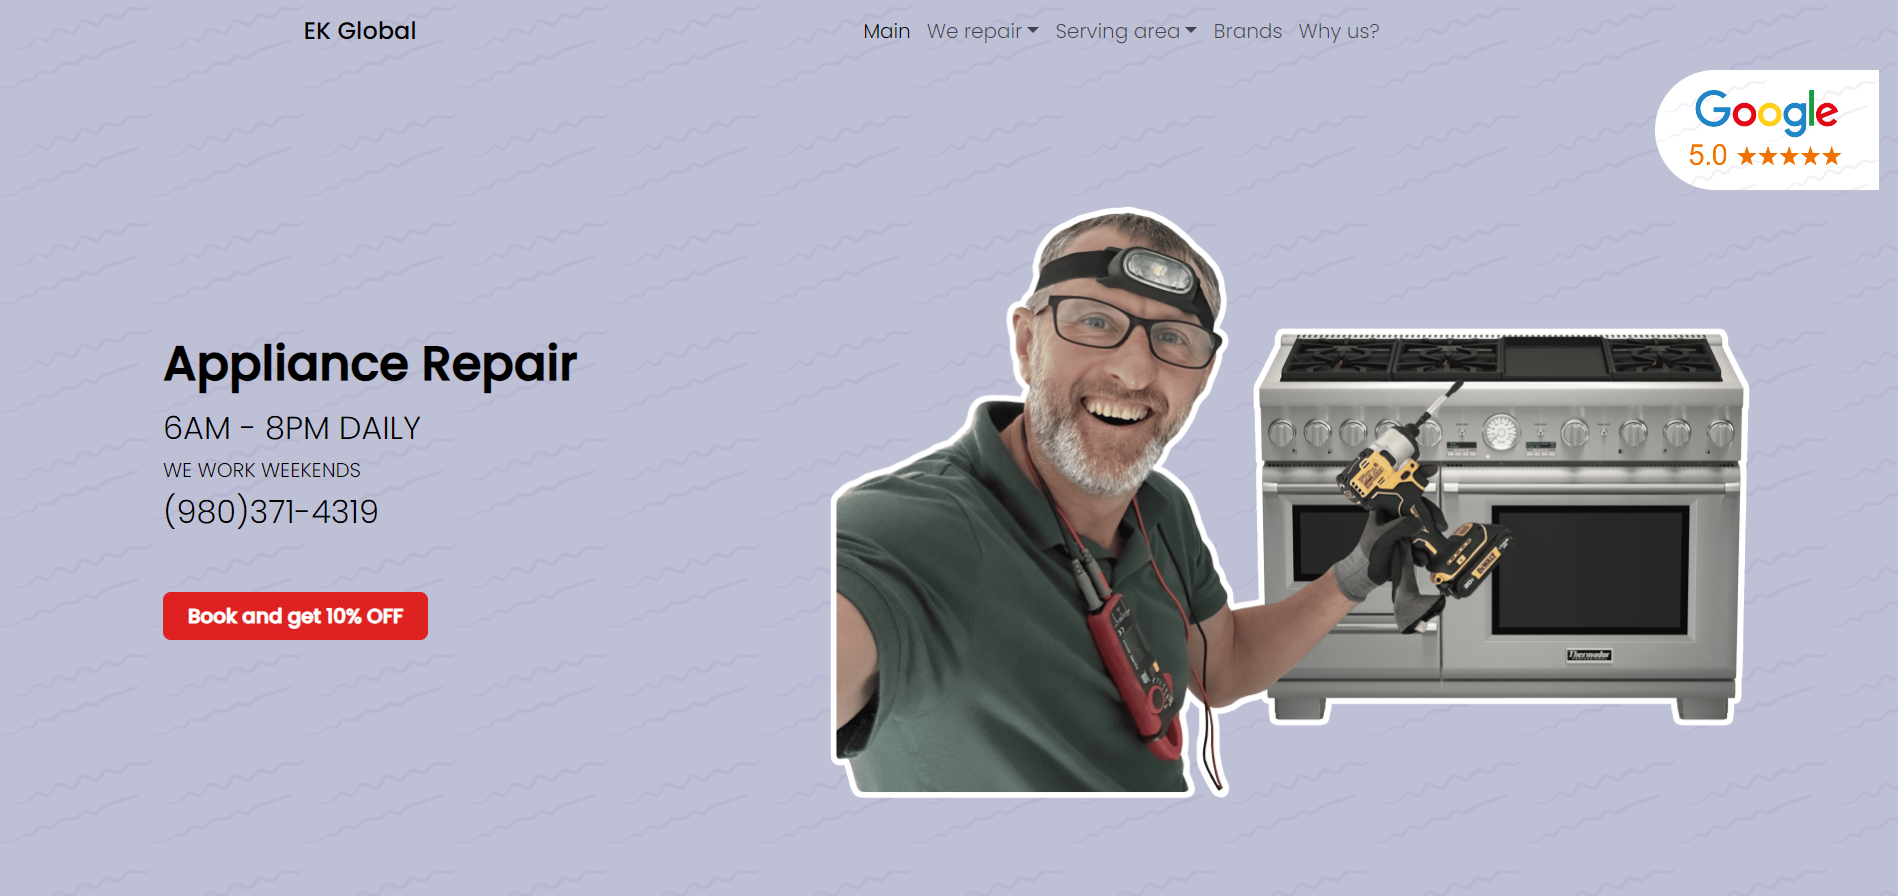 EK Global
Main We repair Serving area Brands Why us?
Google
5.0
Appliance Repair
6AM - 8PM DAILY
WE WORK WEEKENDS
(980)371-4319
Book and get 10% OFF
DEWALT
Thermador